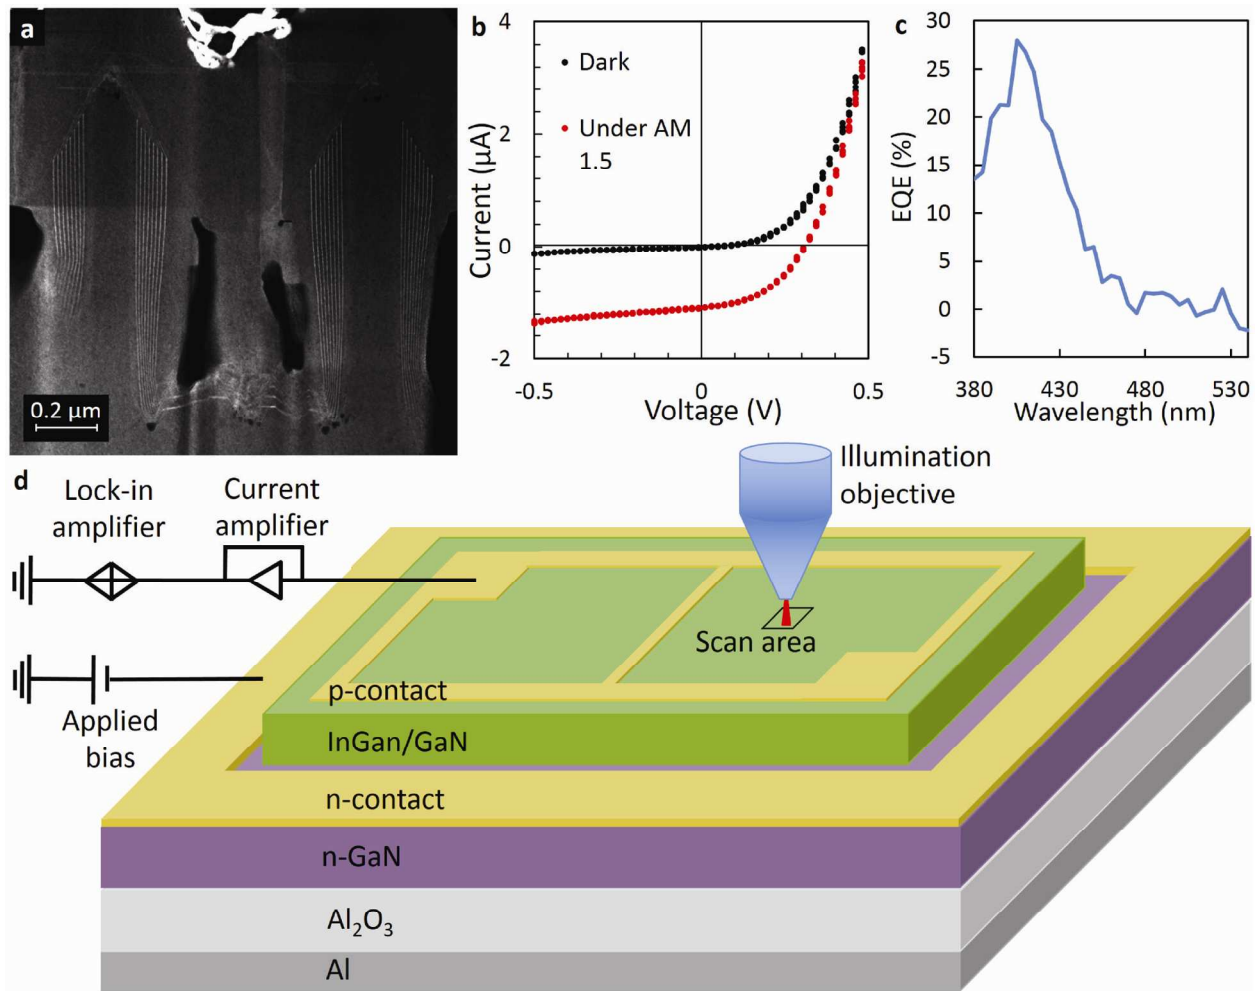 a
0.2 μm
b
4
2
0
-2
-0.5
0
0.5
Current (μA)
Voltage (V)
Dark
Under AM
1.5
c
30
25
20
15
10
5
0
-5
380
430
480
530
EQE (%)
Wavelength (nm)
d
Lock-in
amplifier
Current
amplifier
Illumination
objective
Scan area
Applied
bias
p-contact
InGan/GaN
n-contact
n-GaN
Al₂O₃
Al